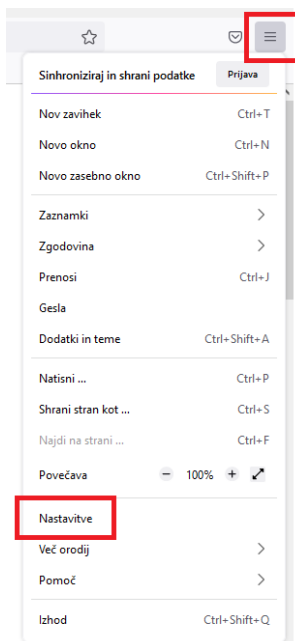 Sinhroniziraj in shrani podatke Prijava
Nov zavihek Ctrl+T
Novo okno Ctrl+N
Novo zasebno okno Ctrl+Shift+P
Zaznamki
Zgodovina
Prenosi Ctrl+J
Gesla
Dodatki in teme Ctrl+Shift+A
Natisni ... Ctrl+P
Shrani stran kot ... Ctrl+S
Najdi na strani ... Ctrl+F
Povečava − 100% +
Nastavitve
Več orodij
Pomoč
Izhod Ctrl+Shift+Q